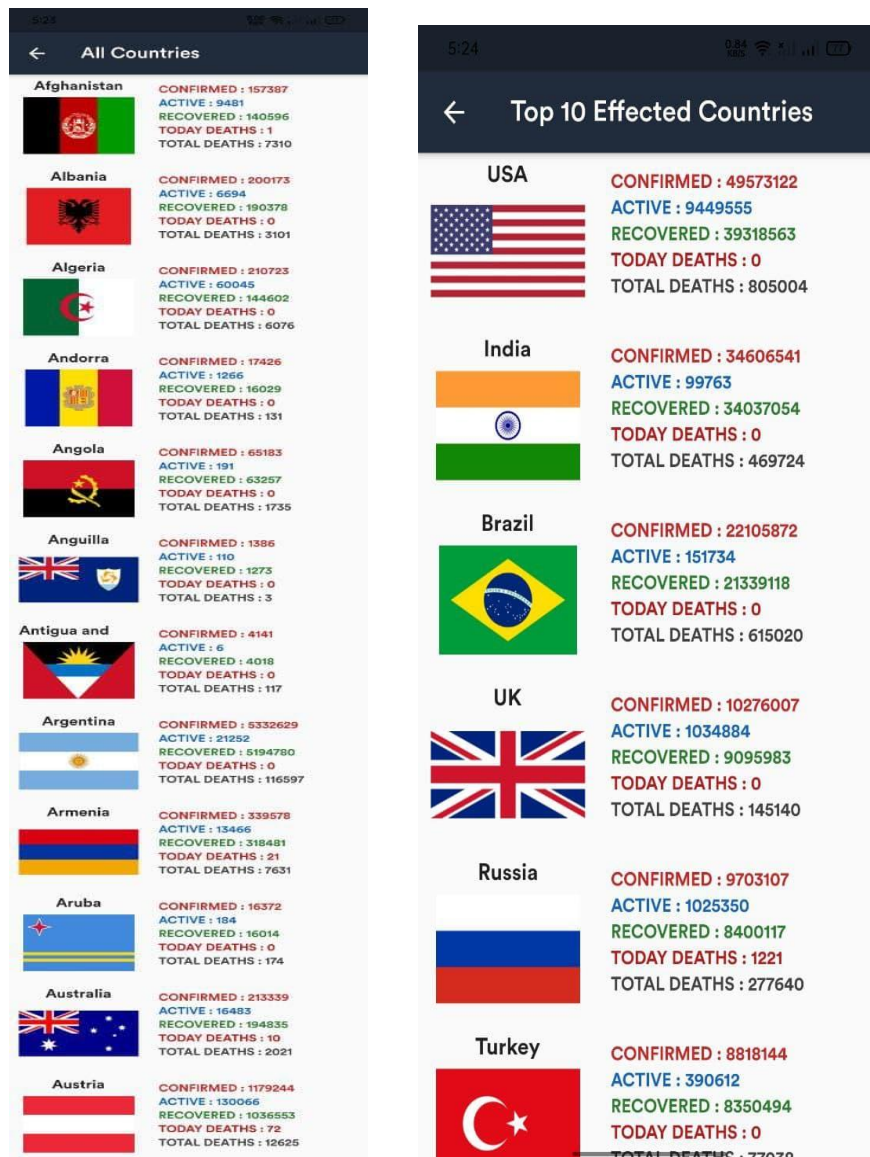 5:23
All Countries
Afghanistan
CONFIRMED : 157387
ACTIVE : 9481
RECOVERED : 140596
TODAY DEATHS : 1
TOTAL DEATHS : 7310
Albania
CONFIRMED : 200173
ACTIVE : 6694
RECOVERED : 190378
TODAY DEATHS : 0
TOTAL DEATHS : 3101
Algeria
CONFIRMED : 210723
ACTIVE : 60045
RECOVERED : 144602
TODAY DEATHS : 0
TOTAL DEATHS : 6076
Andorra
CONFIRMED : 17426
ACTIVE : 1266
RECOVERED : 16029
TODAY DEATHS : 0
TOTAL DEATHS : 131
Angola
CONFIRMED : 65183
ACTIVE : 191
RECOVERED : 63257
TODAY DEATHS : 0
TOTAL DEATHS : 1735
Anguilla
CONFIRMED : 1386
ACTIVE : 110
RECOVERED : 1273
TODAY DEATHS : 0
TOTAL DEATHS : 3
Antigua and
CONFIRMED : 4141
ACTIVE : 6
RECOVERED : 4018
TODAY DEATHS : 0
TOTAL DEATHS : 117
Argentina
CONFIRMED : 5332629
ACTIVE : 21252
RECOVERED : 5194780
TODAY DEATHS : 0
TOTAL DEATHS : 116597
Armenia
CONFIRMED : 339578
ACTIVE : 13466
RECOVERED : 318481
TODAY DEATHS : 21
TOTAL DEATHS : 7631
Aruba
CONFIRMED : 16372
ACTIVE : 184
RECOVERED : 16014
TODAY DEATHS : 0
TOTAL DEATHS : 174
Australia
CONFIRMED : 213339
ACTIVE : 16483
RECOVERED : 194835
TODAY DEATHS : 10
TOTAL DEATHS : 2021
Austria
CONFIRMED : 1179244
ACTIVE : 130066
RECOVERED : 1036553
TODAY DEATHS : 72
TOTAL DEATHS : 12625
5:24
0.84 KB/S 77
Top 10 Effected Countries
USA
CONFIRMED : 49573122
ACTIVE : 9449555
RECOVERED : 39318563
TODAY DEATHS : 0
TOTAL DEATHS : 805004
India
CONFIRMED : 34606541
ACTIVE : 99763
RECOVERED : 34037054
TODAY DEATHS : 0
TOTAL DEATHS : 469724
Brazil
CONFIRMED : 22105872
ACTIVE : 151734
RECOVERED : 21339118
TODAY DEATHS : 0
TOTAL DEATHS : 615020
UK
CONFIRMED : 10276007
ACTIVE : 1034884
RECOVERED : 9095983
TODAY DEATHS : 0
TOTAL DEATHS : 145140
Russia
CONFIRMED : 9703107
ACTIVE : 1025350
RECOVERED : 8400117
TODAY DEATHS : 1221
TOTAL DEATHS : 277640
Turkey
CONFIRMED : 8818144
ACTIVE : 390612
RECOVERED : 8350494
TODAY DEATHS : 0
TOTAL DEATHS : 77038